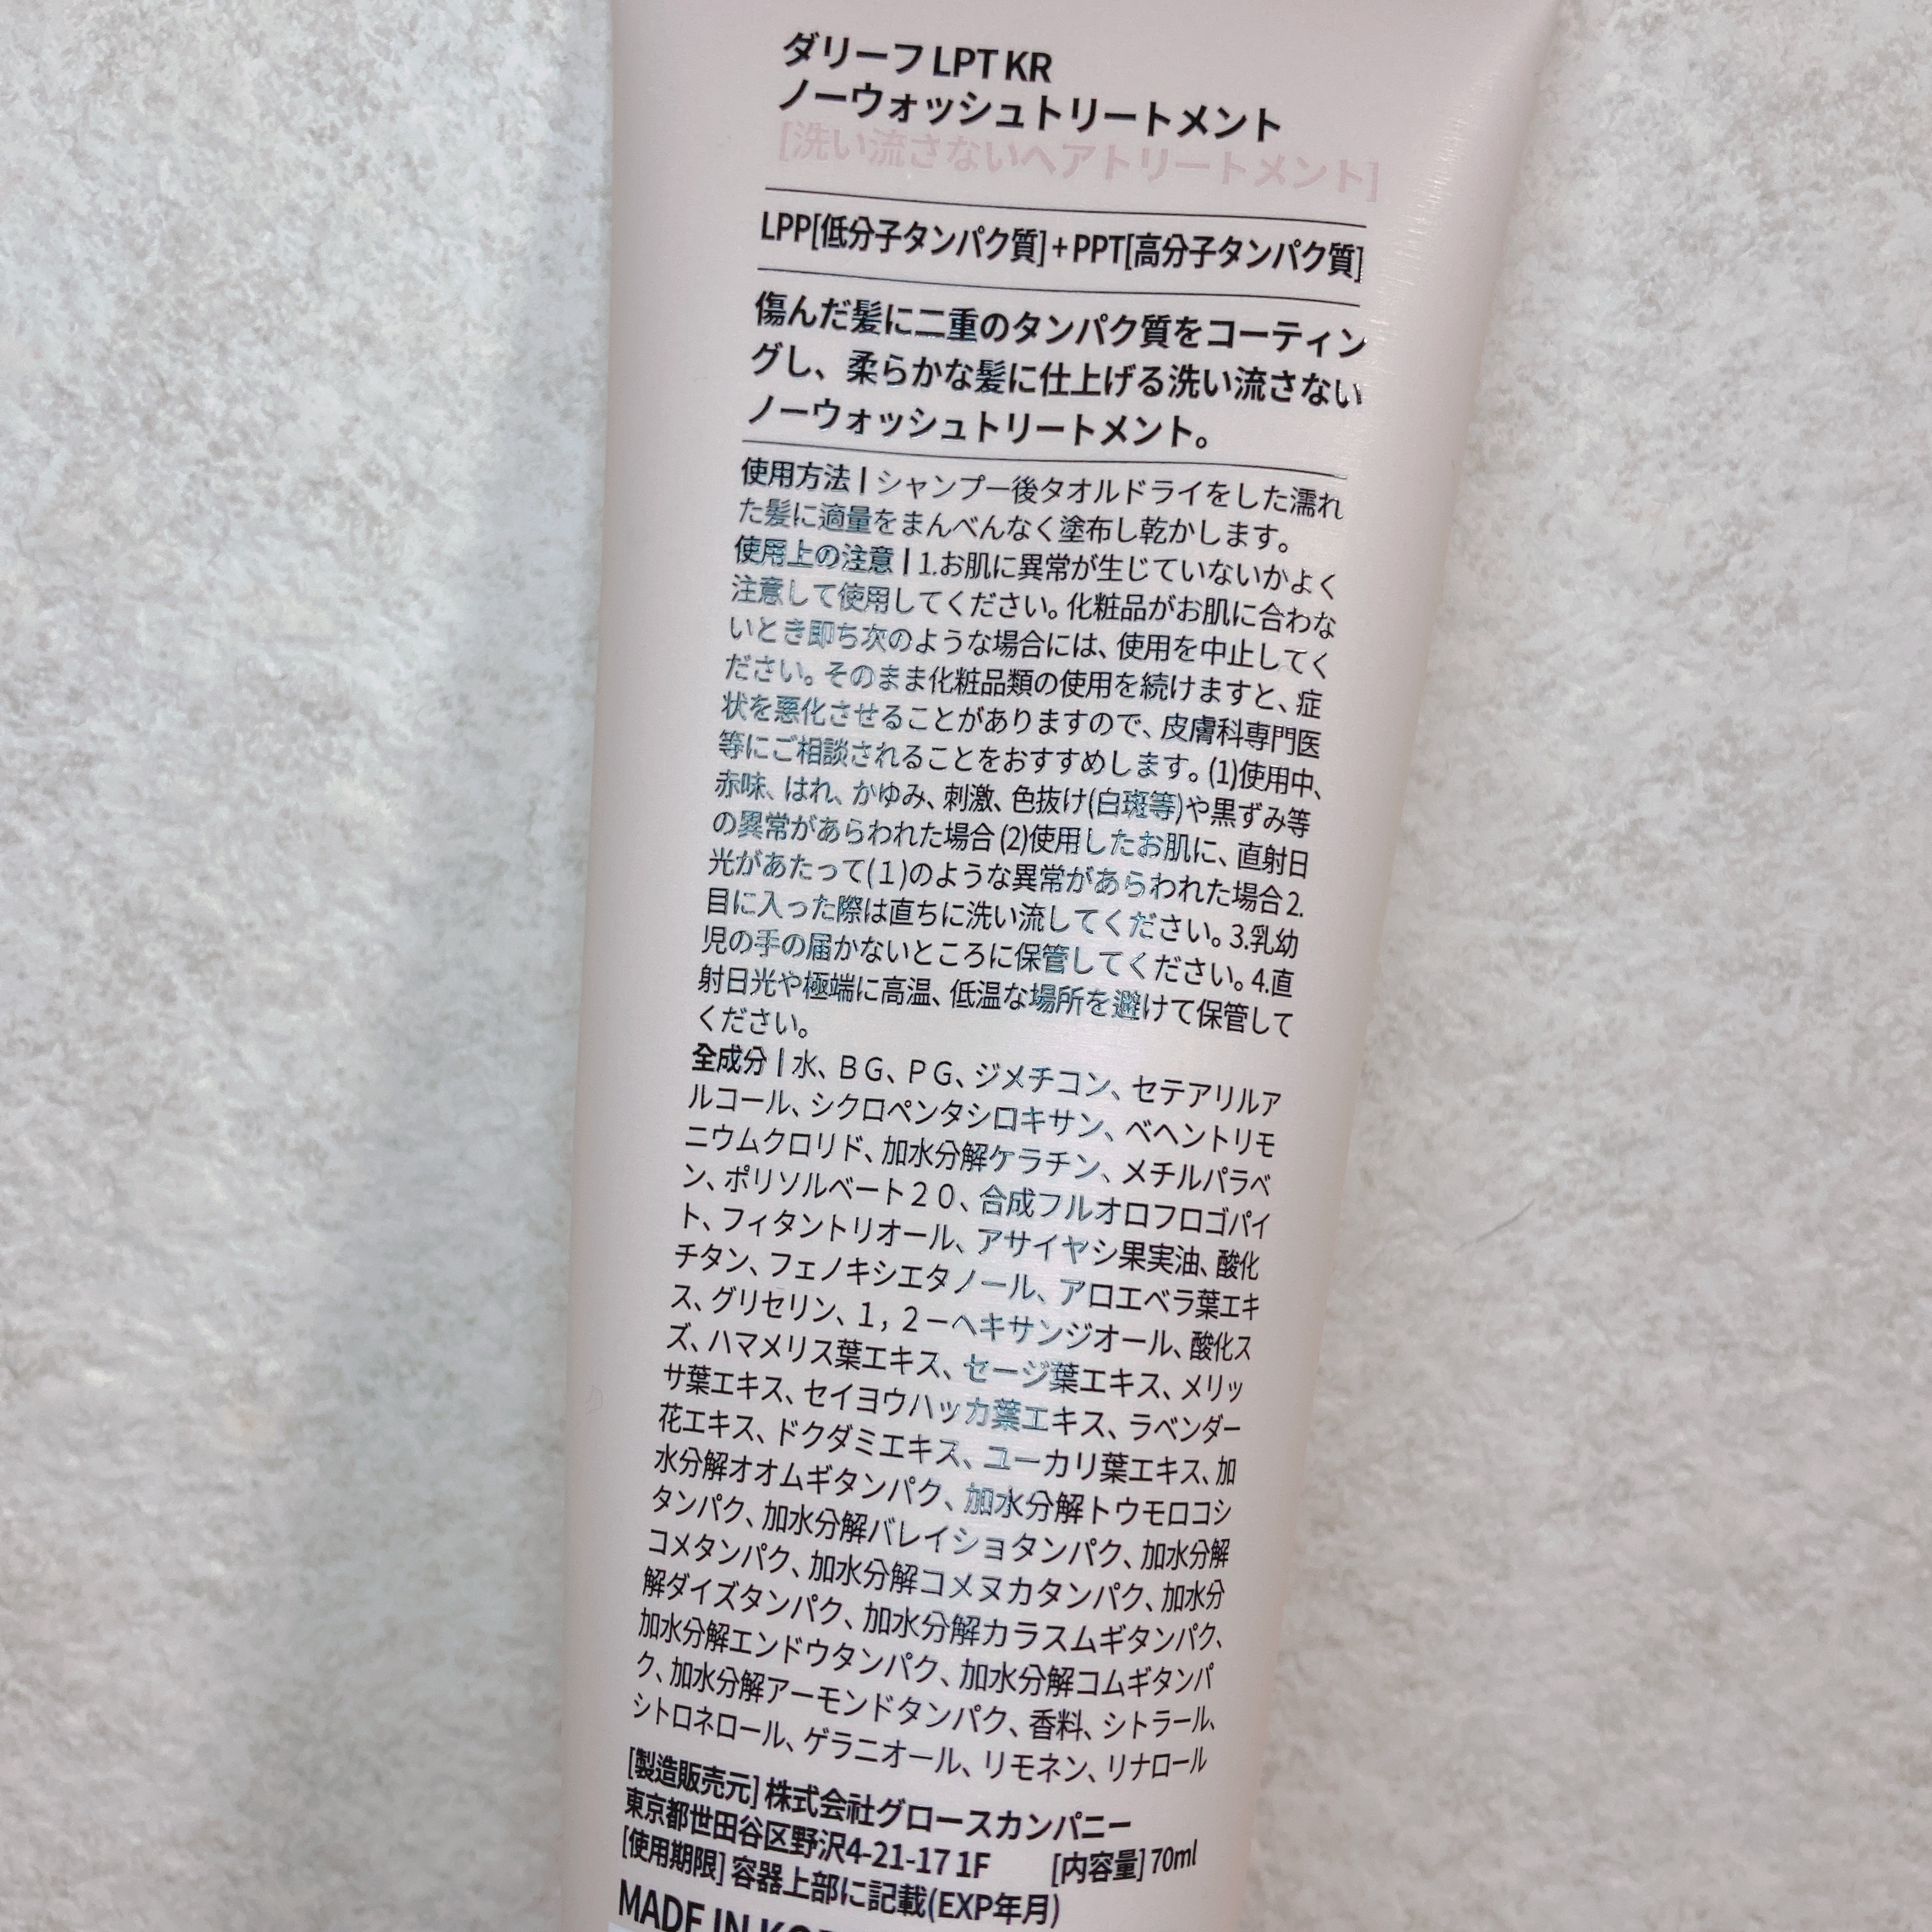 ダリーフ LPT KR
ノーウォッシュトリートメント
[洗い流さないヘアトリートメント]
LPP[低分子タンパク質] + PPT[高分子タンパク質]
傷んだ髪に二重のタンパク質をコーティン
グし、柔らかな髪に仕上げる洗い流さない
ノーウォッシュトリートメント。
使用方法 | シャンプー後タオルドライをした濡れ
た髪に適量をまんべんなく塗布し乾かします。
使用上の注意 | 1.お肌に異常が生じていないかよく
注意して使用してください。化粧品がお肌に合わな
いとき即ち次のような場合には、使用を中止してく
ださい。そのまま化粧品類の使用を続けますと、症
状を悪化させることがありますので、皮膚科専門医
等にご相談されることをおすすめします。(1)使用中、
赤味、はれ、かゆみ、刺激、色抜け(白斑等)や黒ずみ等
の異常があらわれた場合 (2)使用したお肌に、直射日
光があたって(1)のような異常があらわれた場合 2.
目に入った際は直ちに洗い流してください。3.乳幼
児の手の届かないところに保管してください。4.直
射日光や極端に高温、低温な場所を避けて保管して
ください。
全成分 | 水、ＢＧ、ＰＧ、ジメチコン、セテアリルア
ルコール、シクロペンタシロキサン、ベヘントリモ
ニウムクロリド、加水分解ケラチン、メチルパラベ
ン、ポリソルベート２０、合成フルオロフロゴパイ
ト、フィタントリオール、アサイヤシ果実油、酸化
チタン、フェノキシエタノール、アロエベラ葉エキ
ス、グリセリン、１，２－ヘキサンジオール、酸化ス
ズ、ハマメリス葉エキス、セージ葉エキス、メリッ
サ葉エキス、セイヨウハッカ葉エキス、ラベンダー
花エキス、ドクダミエキス、ユーカリ葉エキス、加
水分解オオムギタンパク、加水分解トウモロコシ
タンパク、加水分解バレイショタンパク、加水分解
コメタンパク、加水分解コメヌカタンパク、加水分
解ダイズタンパク、加水分解カラスムギタンパク、
加水分解エンドウタンパク、加水分解コムギタンパ
ク、加水分解アーモンドタンパク、香料、シトラール、
シトロネロール、ゲラニオール、リモネン、リナロール
[製造販売元] 株式会社グロースカンパニー
東京都世田谷区野沢4-21-17 1F [内容量] 70ml
[使用期限] 容器上部に記載(EXP年月)
MADE IN